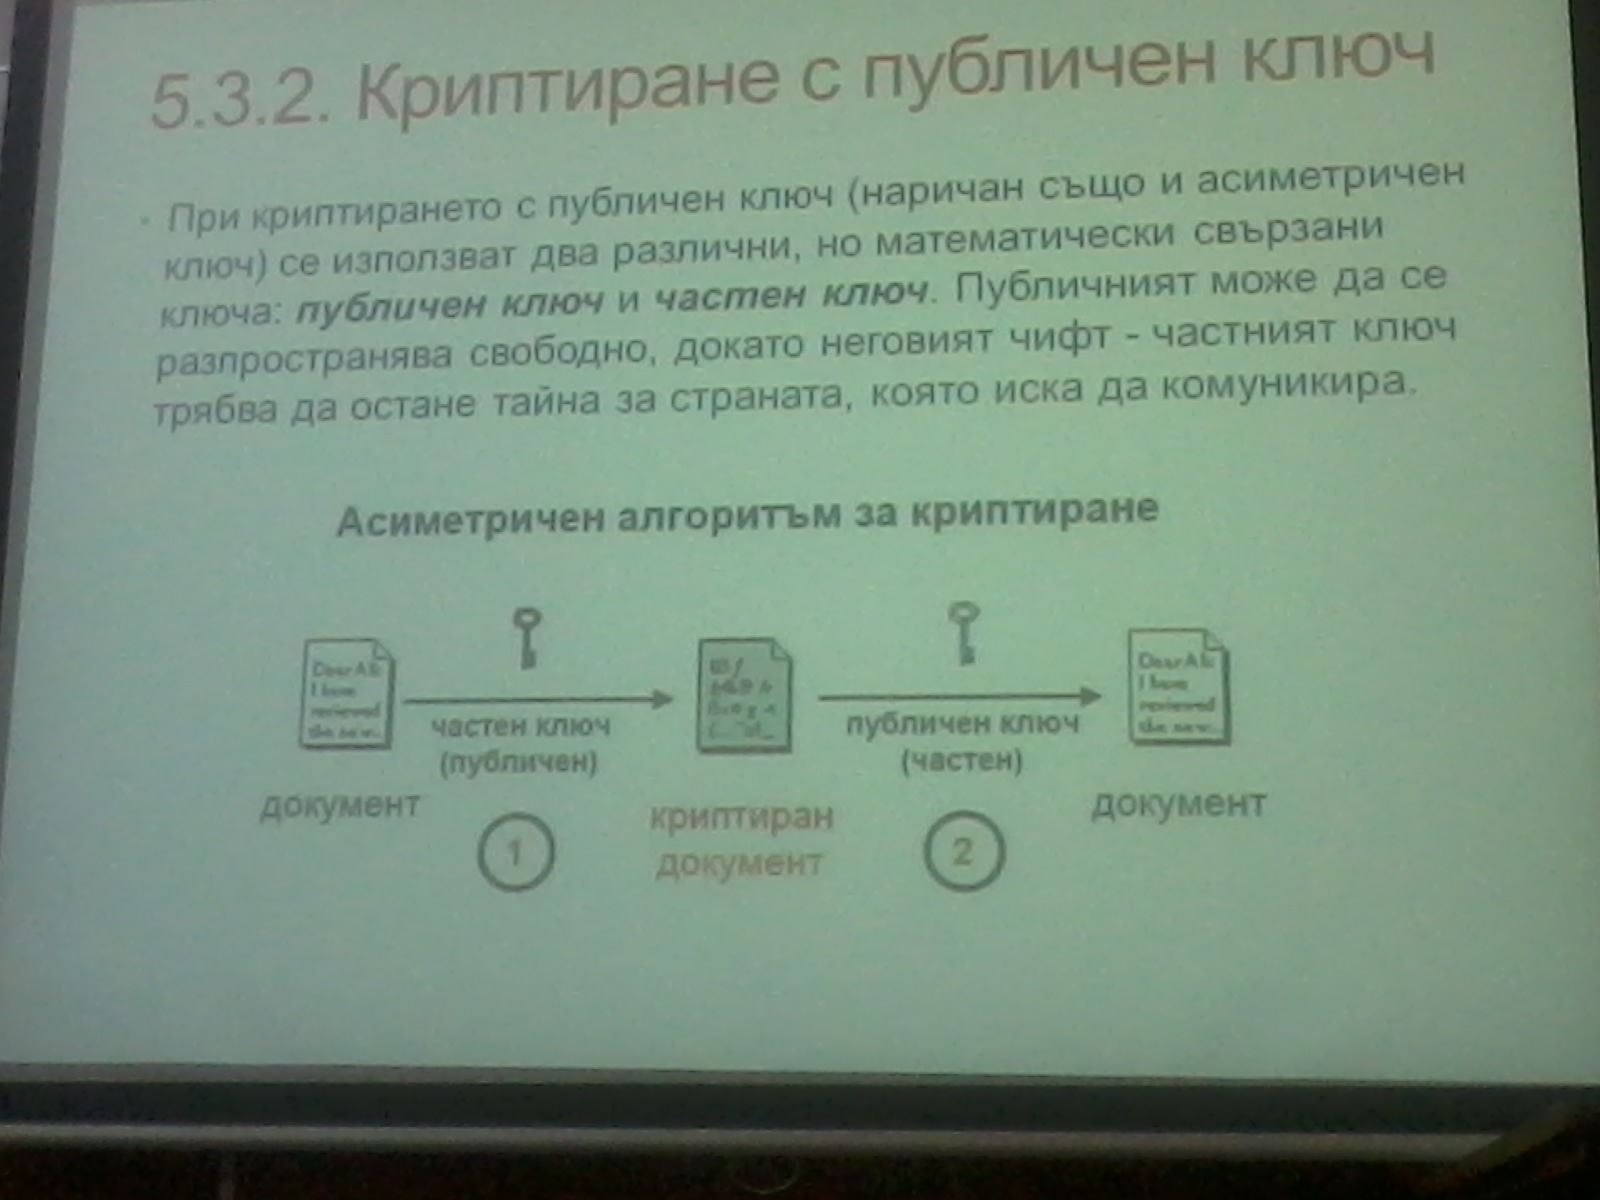 5.3.2. Криптиране с публичен ключ
При криптирането с публичен ключ (наричан също и асиметричен
ключ) се използват два различни, но математически свързани
ключа: публичен ключ и частен ключ. Публичният може да се
разпространява свободно, докато неговият чифт - частният ключ
трябва да остане тайна за страната, която иска да комуникира.
Асиметричен алгоритъм за криптиране
Dear
I have
reviewed
the new
частен ключ
(публичен)
публичен ключ
(частен)
Dear
I have
reviewed
the new
документ
криптиран
документ
документ
1
2